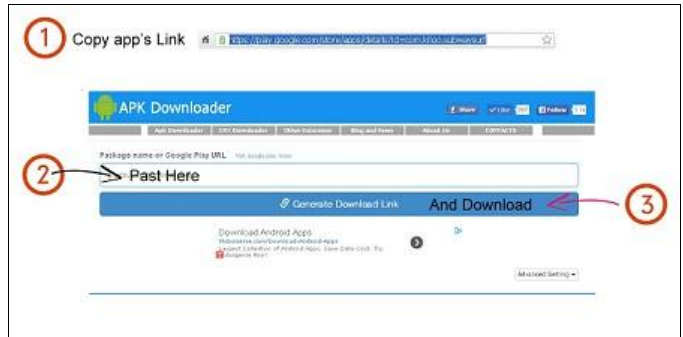 1 Copy app's Link https://play.google.com/store/apps/details?id=com.kiloo.subwaysurf
APK Downloader
Share Like Follow
Apk Downloader CRX Downloader Other Extension Blog and News About Us CONTACTS
Package name or Google Play URL
2 Past Here
Generate Download Link And Download 3
Download Android Apps
Largest Collection of Android Apps. Save Data Cost. Try
Advanced Setting